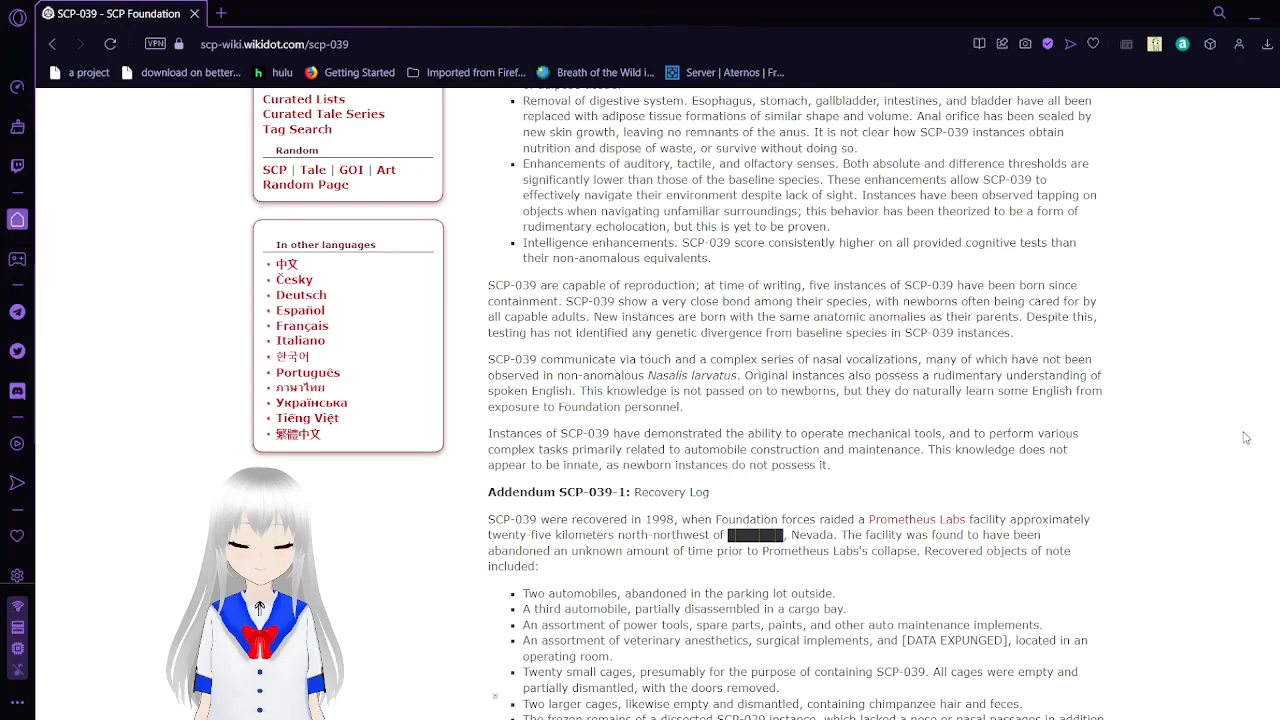 SCP-039 - SCP Foundation
VPN
scp-wiki.wikidot.com/scp-039
a project
download on better...
hulu
Getting Started
Imported from Firef...
Breath of the Wild i...
Server | Aternos | Fr...
Curated Lists
Curated Tale Series
Tag Search
Random
SCP | Tale | GOI | Art
Random Page
In other languages
中文
Česky
Deutsch
Español
Français
Italiano
한국어
Português
ภาษาไทย
Українська
Tiếng Việt
繁體中文
Removal of digestive system. Esophagus, stomach, gallbladder, intestines, and bladder have all been
replaced with adipose tissue formations of similar shape and volume. Anal orifice has been sealed by
new skin growth, leaving no remnants of the anus. It is not clear how SCP-039 instances obtain
nutrition and dispose of waste, or survive without doing so.
Enhancements of auditory, tactile, and olfactory senses. Both absolute and difference thresholds are
significantly lower than those of the baseline species. These enhancements allow SCP-039 to
effectively navigate their environment despite lack of sight. Instances have been observed tapping on
objects when navigating unfamiliar surroundings; this behavior has been theorized to be a form of
rudimentary echolocation, but this is yet to be proven.
Intelligence enhancements. SCP-039 score consistently higher on all provided cognitive tests than
their non-anomalous equivalents.
SCP-039 are capable of reproduction; at time of writing, five instances of SCP-039 have been born since
containment. SCP-039 show a very close bond among their species, with newborns often being cared for by
all capable adults. New instances are born with the same anatomic anomalies as their parents. Despite this,
testing has not identified any genetic divergence from baseline species in SCP-039 instances.
SCP-039 communicate via touch and a complex series of nasal vocalizations, many of which have not been
observed in non-anomalous Nasalis larvatus. Original instances also possess a rudimentary understanding of
spoken English. This knowledge is not passed on to newborns, but they do naturally learn some English from
exposure to Foundation personnel.
Instances of SCP-039 have demonstrated the ability to operate mechanical tools, and to perform various
complex tasks primarily related to automobile construction and maintenance. This knowledge does not
appear to be innate, as newborn instances do not possess it.
Addendum SCP-039-1: Recovery Log
SCP-039 were recovered in 1998, when Foundation forces raided a Prometheus Labs facility approximately
twenty-five kilometers north-northwest of ██████, Nevada. The facility was found to have been
abandoned an unknown amount of time prior to Prometheus Labs's collapse. Recovered objects of note
included:
Two automobiles, abandoned in the parking lot outside.
A third automobile, partially disassembled in a cargo bay.
An assortment of power tools, spare parts, paints, and other auto maintenance implements.
An assortment of veterinary anesthetics, surgical implements, and [DATA EXPUNGED], located in an
operating room.
Twenty small cages, presumably for the purpose of containing SCP-039. All cages were empty and
partially dismantled, with the doors removed.
Two larger cages, likewise empty and dismantled, containing chimpanzee hair and feces.
The frozen remains of a dissected SCP-039 instance, which lacked a nose or nasal passages in addition